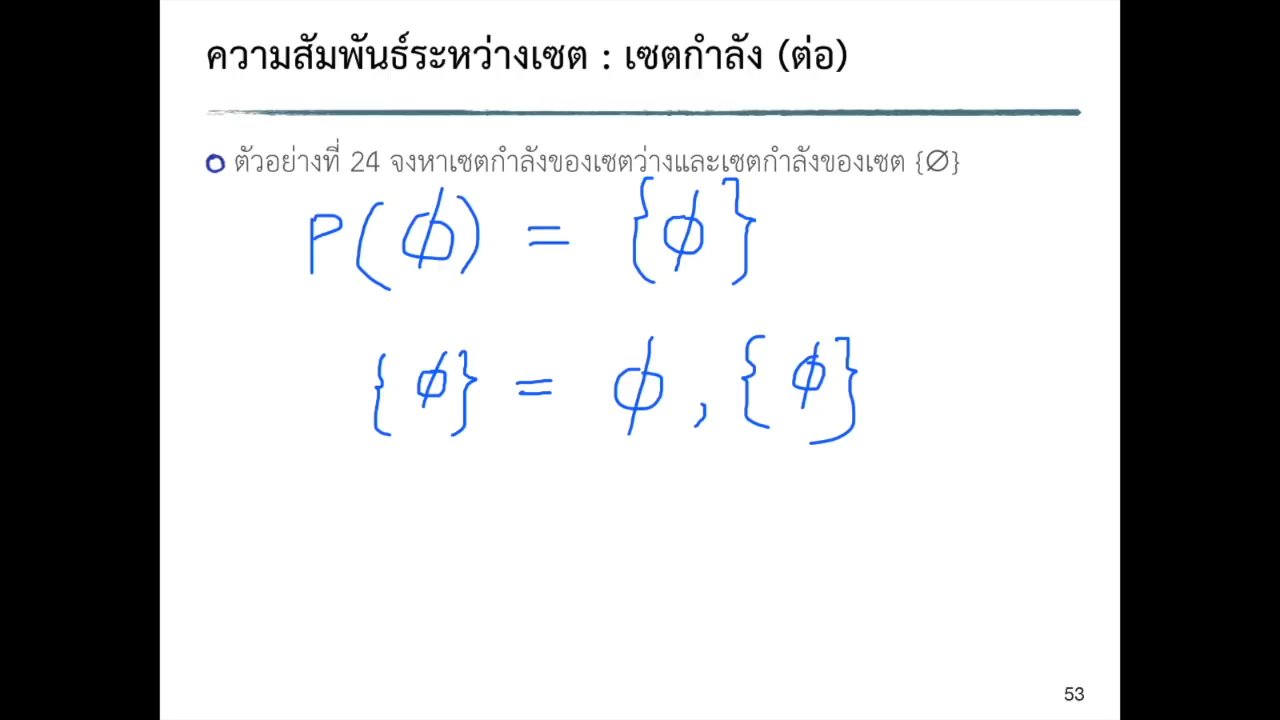 ความสัมพันธ์ระหว่างเซต : เซตกำลัง (ต่อ)
ตัวอย่างที่ 24 จงหาเซตกำลังของเซตว่างและเซตกำลังของเซต {∅}
P(∅) = {∅}
{∅} = ∅, {∅}
53